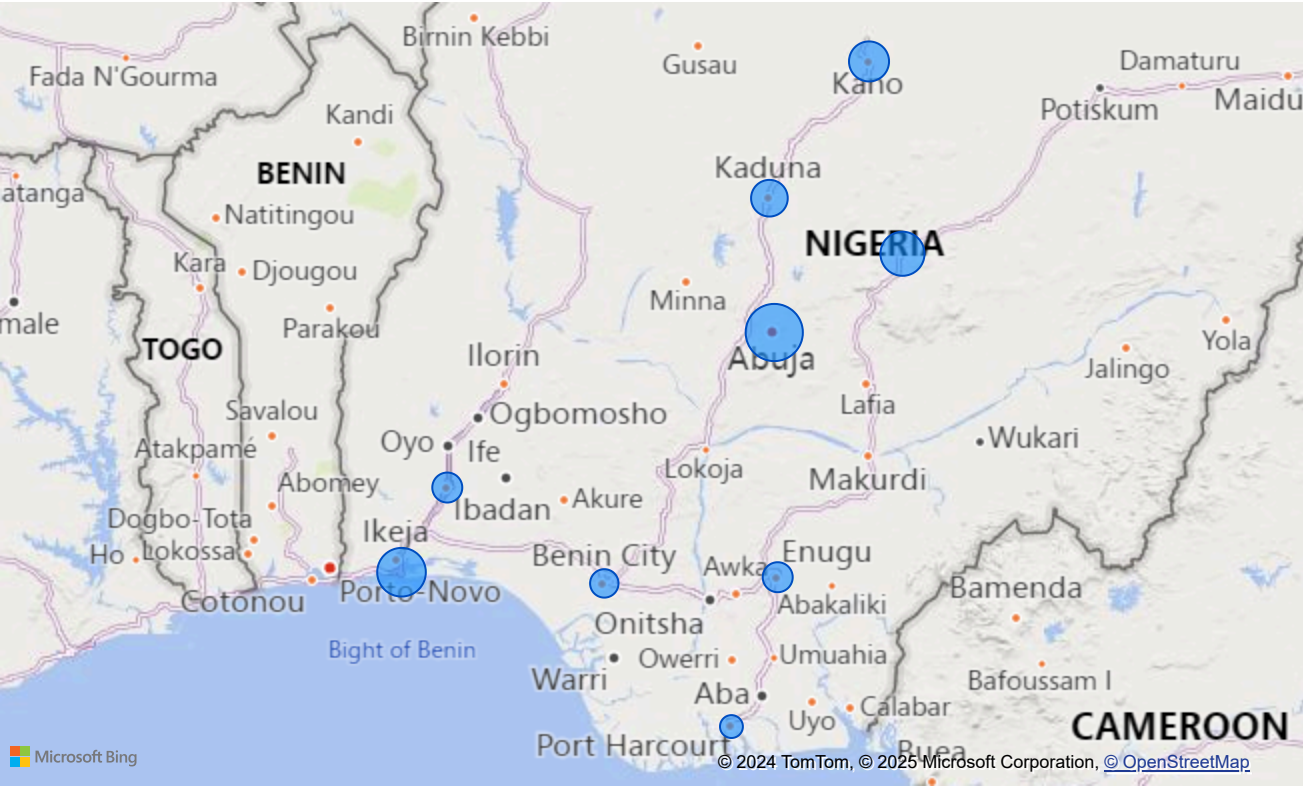 Birnin Kebbi
Gusau
Kano
Damaturu
Fada N'Gourma
Potiskum
Maidu
Kandi
BENIN
Kaduna
atanga
Natitingou
NIGERIA
Kara
Djougou
Minna
male
Parakou
TOGO
Ilorin
Abuja
Yola
Jalingo
Savalou
Ogbomosho
Lafia
Oyo
Ife
Wukari
Atakpamé
Lokoja
Makurdi
Abomey
Ibadan
Akure
Dogbo-Tota
Ikeja
Ho
Lokossa
Benin City
Awka
Enugu
Cotonou
Porto-Novo
Abakaliki
Bamenda
Onitsha
Bight of Benin
Owerri
Umuahia
Warri
Bafoussam I
Aba
Uyo
Calabar
CAMEROON
Port Harcourt
Buea
Microsoft Bing
© 2024 TomTom, © 2025 Microsoft Corporation, © OpenStreetMap